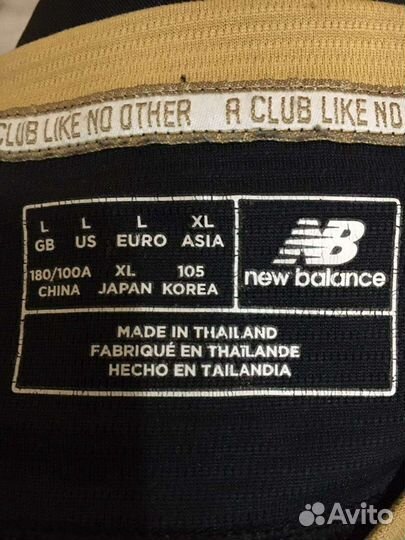 A CLUB LIKE NO OTHER A CLUB LIKE NO
L L L XL
GB US EURO ASIA
180/100A XL 105
CHINA JAPAN KOREA
NB
new balance
MADE IN THAILAND
FABRIQUÉ EN THAÏLANDE
HECHO EN TAILANDIA
Avito